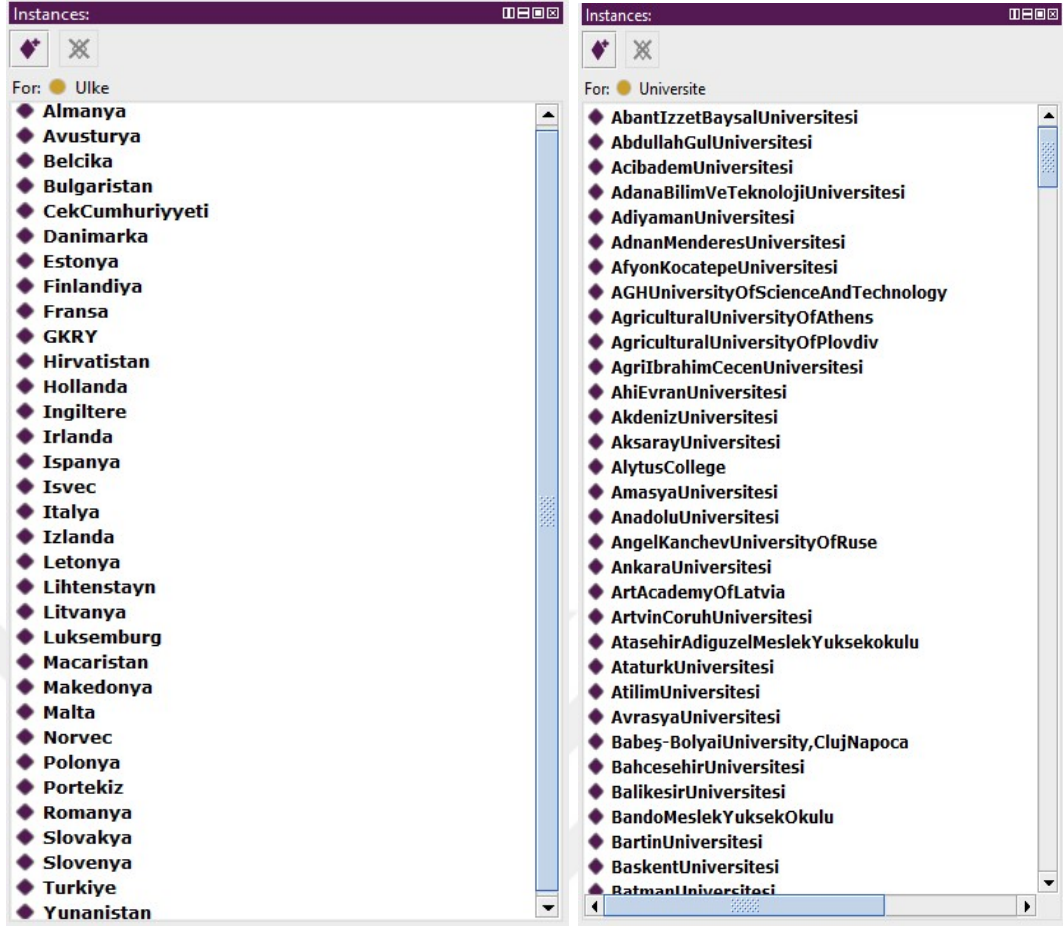 Instances:
For: Ulke
Almanya
Avusturya
Belcika
Bulgaristan
CekCumhuriyyeti
Danimarka
Estonya
Finlandiya
Fransa
GKRY
Hirvatistan
Hollanda
Ingiltere
Irlanda
Ispanya
Isvec
Italya
Izlanda
Letonya
Lihtenstayn
Litvanya
Luksemburg
Macaristan
Makedonya
Malta
Norvec
Polonya
Portekiz
Romanya
Slovakya
Slovenya
Turkiye
Yunanistan
Instances:
For: Universite
AbantIzzetBaysalUniversitesi
AbdullahGulUniversitesi
AcibademUniversitesi
AdanaBilimVeTeknolojiUniversitesi
AdiyamanUniversitesi
AdnanMenderesUniversitesi
AfyonKocatepeUniversitesi
AGHUniversityOfScienceAndTechnology
AgriculturalUniversityOfAthens
AgriculturalUniversityOfPlovdiv
AgriIbrahimCecenUniversitesi
AhiEvranUniversitesi
AkdenizUniversitesi
AksarayUniversitesi
AlytusCollege
AmasyaUniversitesi
AnadoluUniversitesi
AngelKanchevUniversityOfRuse
AnkaraUniversitesi
ArtAcademyOfLatvia
ArtvinCoruhUniversitesi
AtasehirAdiguzelMeslekYuksekokulu
AtaturkUniversitesi
AtilimUniversitesi
AvrasyaUniversitesi
Babeş-BolyaiUniversity,ClujNapoca
BahcesehirUniversitesi
BalikesirUniversitesi
BandoMeslekYuksekOkulu
BartinUniversitesi
BaskentUniversitesi
BatmanUniversitesi